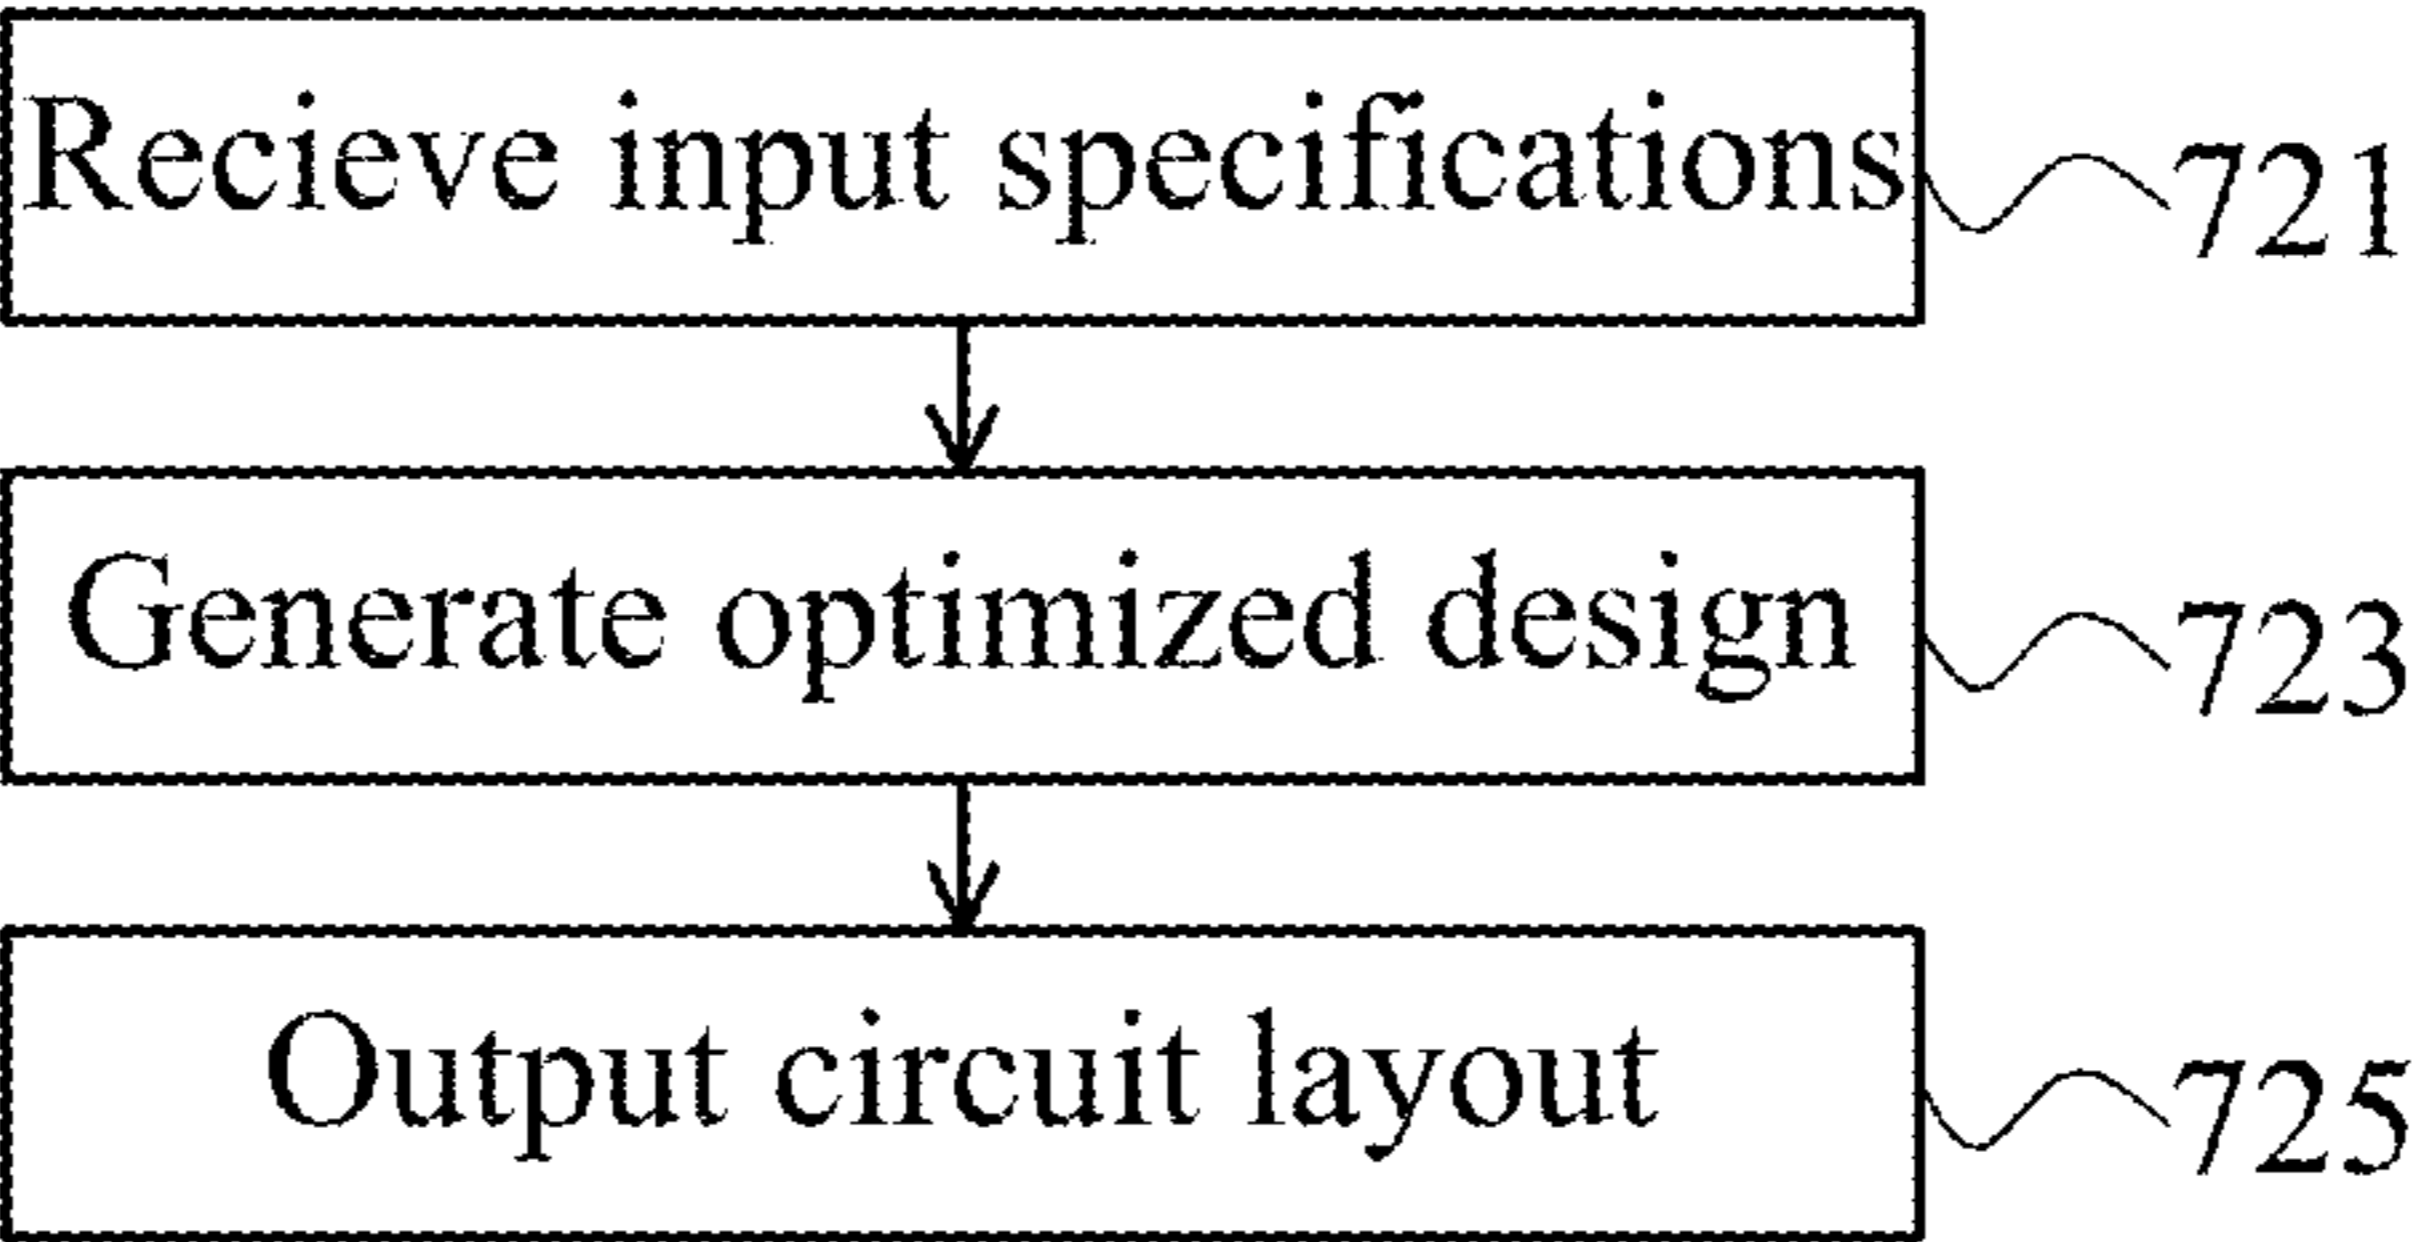 Recieve input specifications 721
Generate optimized design 723
Output circuit layout 725